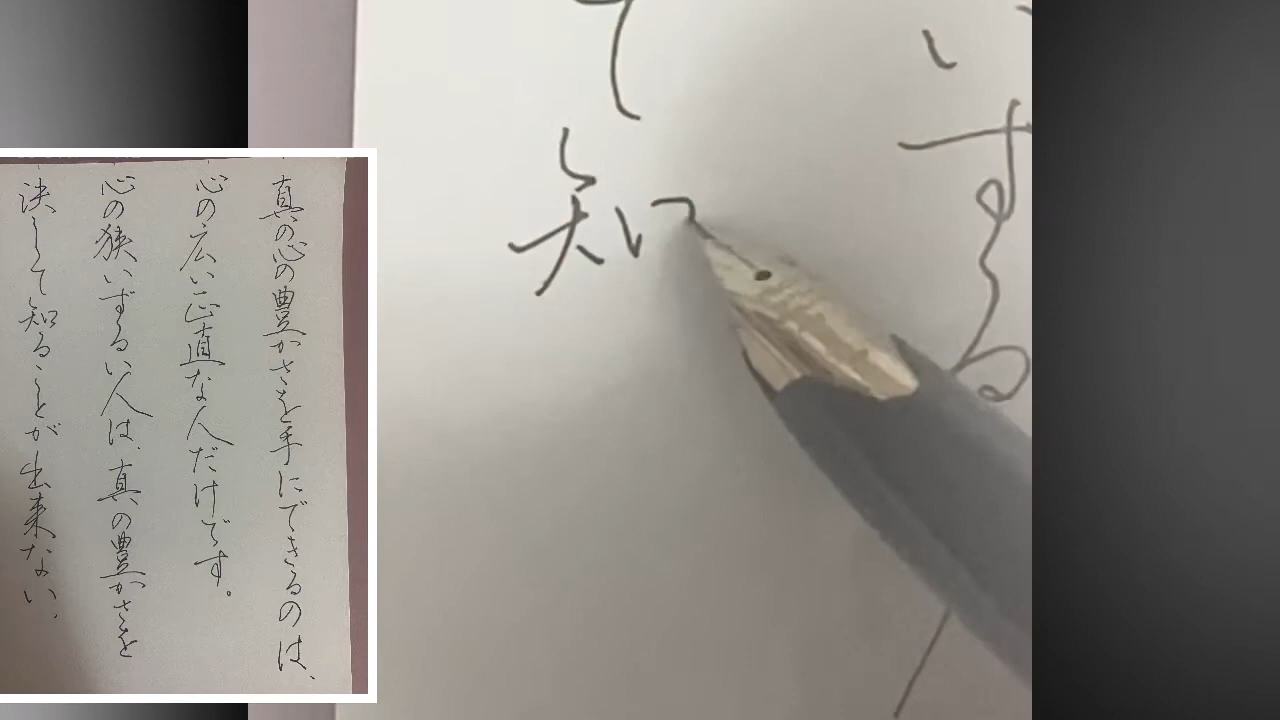 真の心の豊かさを手にできるのは、
心の広い正直な人だけです。
心の狭いずるい人は、真の豊かさを
決して知ることが出来ない、
いずる
て知